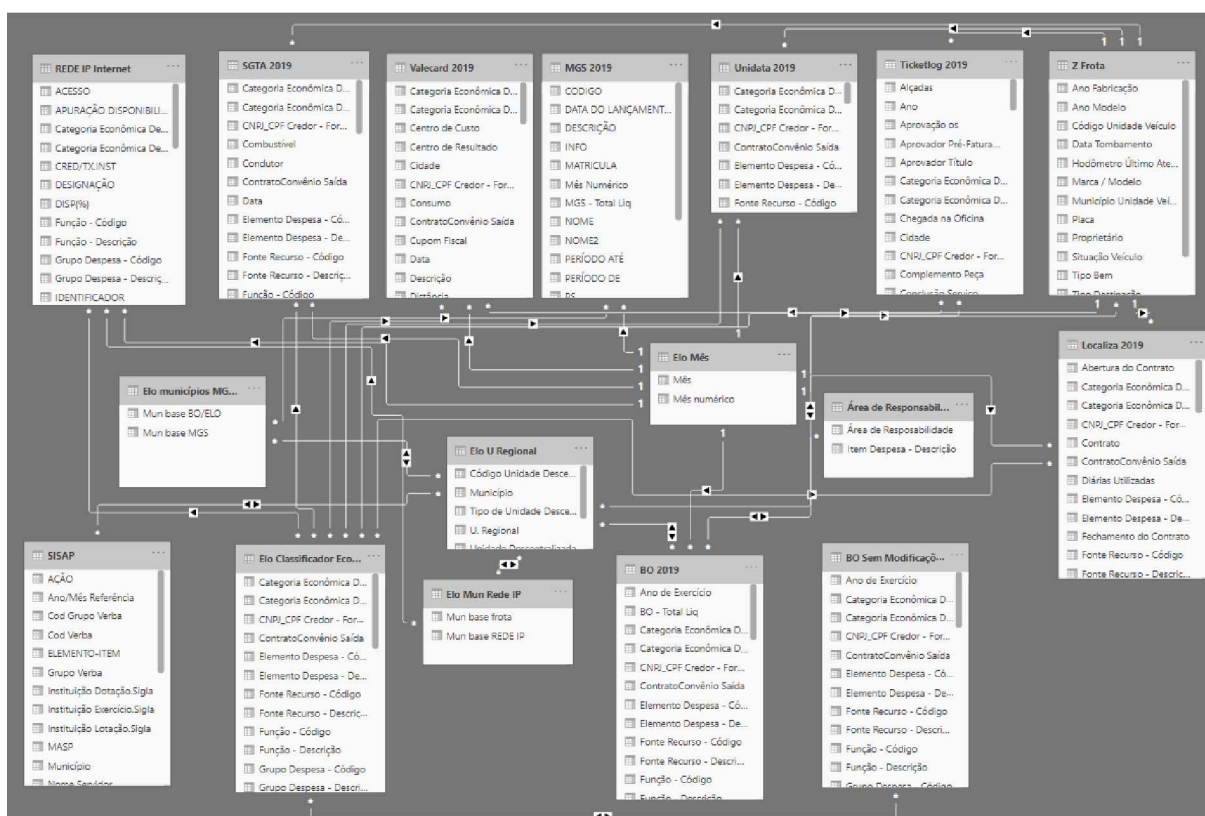 REDE IP Internet
ACESSO
APURAÇÃO DISPONIBILI...
Categoria Econômica De...
Categoria Econômica De...
CRED/TX.INST
DESIGNAÇÃO
DISP(%)
Função - Código
Função - Descrição
Grupo Despesa - Código
Grupo Despesa - Descriç...
IDENTIFICADOR
SGTA 2019
Categoria Econômica D...
Categoria Econômica D...
CNPJ_CPF Credor - For...
Combustível
Condutor
ContratoConvênio Saída
Data
Elemento Despesa - Có...
Elemento Despesa - De...
Fonte Recurso - Código
Fonte Recurso - Descriç...
Função - Código
Valecard 2019
Categoria Econômica D...
Categoria Econômica D...
Centro de Custo
Centro de Resultado
Cidade
CNPJ_CPF Credor - For...
Consumo
ContratoConvênio Saída
Cupom Fiscal
Data
Descrição
Distância
MGS 2019
CODIGO
DATA DO LANÇAMENT...
DESCRIÇÃO
INFO
MATRICULA
Mês Numérico
MGS - Total Liq
NOME
NOME2
PERÍODO ATÉ
PERÍODO DE
PS
Unidata 2019
Categoria Econômica D...
Categoria Econômica D...
CNPJ_CPF Credor - For...
ContratoConvênio Saída
Elemento Despesa - Có...
Elemento Despesa - De...
Fonte Recurso - Código
Ticketlog 2019
Alçadas
Ano
Aprovação os
Aprovador Pré-Fatura...
Aprovador Título
Categoria Econômica D...
Categoria Econômica D...
Chegada na Oficina
Cidade
CNPJ_CPF Credor - For...
Complemento Peça
Conclusão Serviço
Z Frota
Ano Fabricação
Ano Modelo
Código Unidade Veículo
Data Tombamento
Hodômetro Último Ate...
Marca / Modelo
Município Unidade Veí...
Placa
Proprietário
Situação Veículo
Tipo Bem
Tipo Destinação
Elo municípios MG...
Mun base BO/ELO
Mun base MGS
Elo Mês
Mês
Mês numérico
Área de Responsabil...
Área de Resposabilidade
Item Despesa - Descrição
Localiza 2019
Abertura do Contrato
Categoria Econômica D...
Categoria Econômica D...
CNPJ_CPF Credor - For...
Contrato
ContratoConvênio Saída
Diárias Utilizadas
Elemento Despesa - Có...
Elemento Despesa - De...
Fechamento do Contrato
Fonte Recurso - Código
Fonte Recurso - Descriç...
Elo U Regional
Código Unidade Desce...
Município
Tipo de Unidade Desce...
U. Regional
Unidade Descentralizada
SISAP
AÇÃO
Ano/Mês Referência
Cod Grupo Verba
Cod Verba
ELEMENTO-ITEM
Grupo Verba
Instituição Dotação.Sigla
Instituição Exercício.Sigla
Instituição Lotação.Sigla
MASP
Município
Nome Servidor
Elo Classificador Eco...
Categoria Econômica D...
Categoria Econômica D...
CNPJ_CPF Credor - For...
ContratoConvênio Saída
Elemento Despesa - Có...
Elemento Despesa - De...
Fonte Recurso - Código
Fonte Recurso - Descriç...
Função - Código
Função - Descrição
Grupo Despesa - Código
Grupo Despesa - Descri...
Elo Mun Rede IP
Mun base frota
Mun base REDE IP
BO 2019
Ano de Exercício
BO - Total Liq
Categoria Econômica D...
Categoria Econômica D...
CNPJ_CPF Credor - For...
ContratoConvênio Saída
Elemento Despesa - Có...
Elemento Despesa - De...
Fonte Recurso - Código
Fonte Recurso - Descri...
Função - Código
Função - Descrição
BO Sem Modificaçõ...
Ano de Exercício
Categoria Econômica D...
Categoria Econômica D...
CNPJ_CPF Credor - For...
ContratoConvênio Saída
Elemento Despesa - Có...
Elemento Despesa - De...
Fonte Recurso - Código
Fonte Recurso - Descri...
Função - Código
Função - Descrição
Grupo Despesa - Código